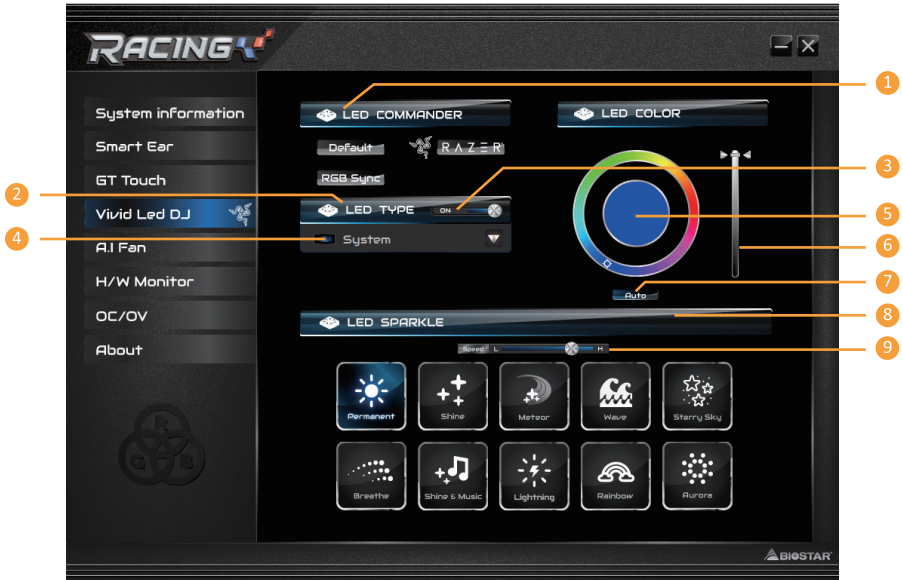 RACING
System information
Smart Ear
GT Touch
Vivid Led DJ
A.I Fan
H/W Monitor
OC/OV
About
R
G B
1
LED COMMANDER
Default RAZER
RGB Sync
2
LED TYPE ON
3
4
System
LED COLOR
5
6
7
Auto
8
LED SPARKLE
9
Speed L H
Permanent Shine Meteor Wave Starry Sky
Breathe Shine & Music Lightning Rainbow Aurora
BIOSTAR